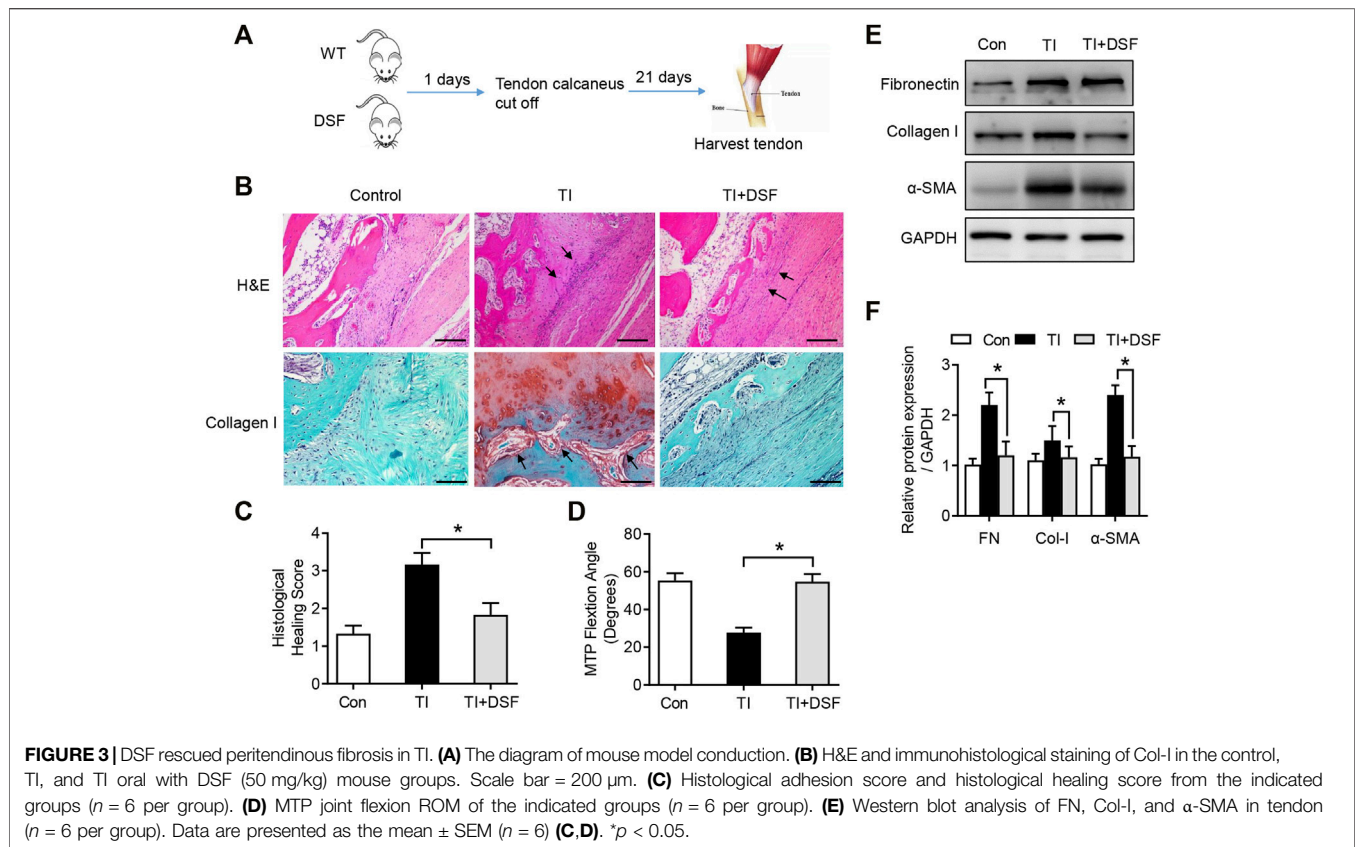 A
WT
DSF
1 days
Tendon calcaneus
cut off
21 days
Tendon
Bone
Harvest tendon
B
Control
TI
TI+DSF
H&E
Collagen I
C
Histological
Healing Score
4
3
2
1
0
*
Con
TI
TI+DSF
D
MTP Flextion Angle
(Degrees)
80
60
40
20
0
*
Con
TI
TI+DSF
E
Con
TI
TI+DSF
Fibronectin
Collagen I
α-SMA
GAPDH
F
Con
TI
TI+DSF
Relative protein expression
/ GAPDH
3
2
1
0
*
*
*
FN
Col-I
α-SMA
FIGURE 3 | DSF rescued peritendinous fibrosis in TI. (A) The diagram of mouse model conduction. (B) H&E and immunohistological staining of Col-I in the control,
TI, and TI oral with DSF (50 mg/kg) mouse groups. Scale bar = 200 µm. (C) Histological adhesion score and histological healing score from the indicated
groups (n = 6 per group). (D) MTP joint flexion ROM of the indicated groups (n = 6 per group). (E) Western blot analysis of FN, Col-I, and α-SMA in tendon
(n = 6 per group). Data are presented as the mean ± SEM (n = 6) (C,D). *p < 0.05.